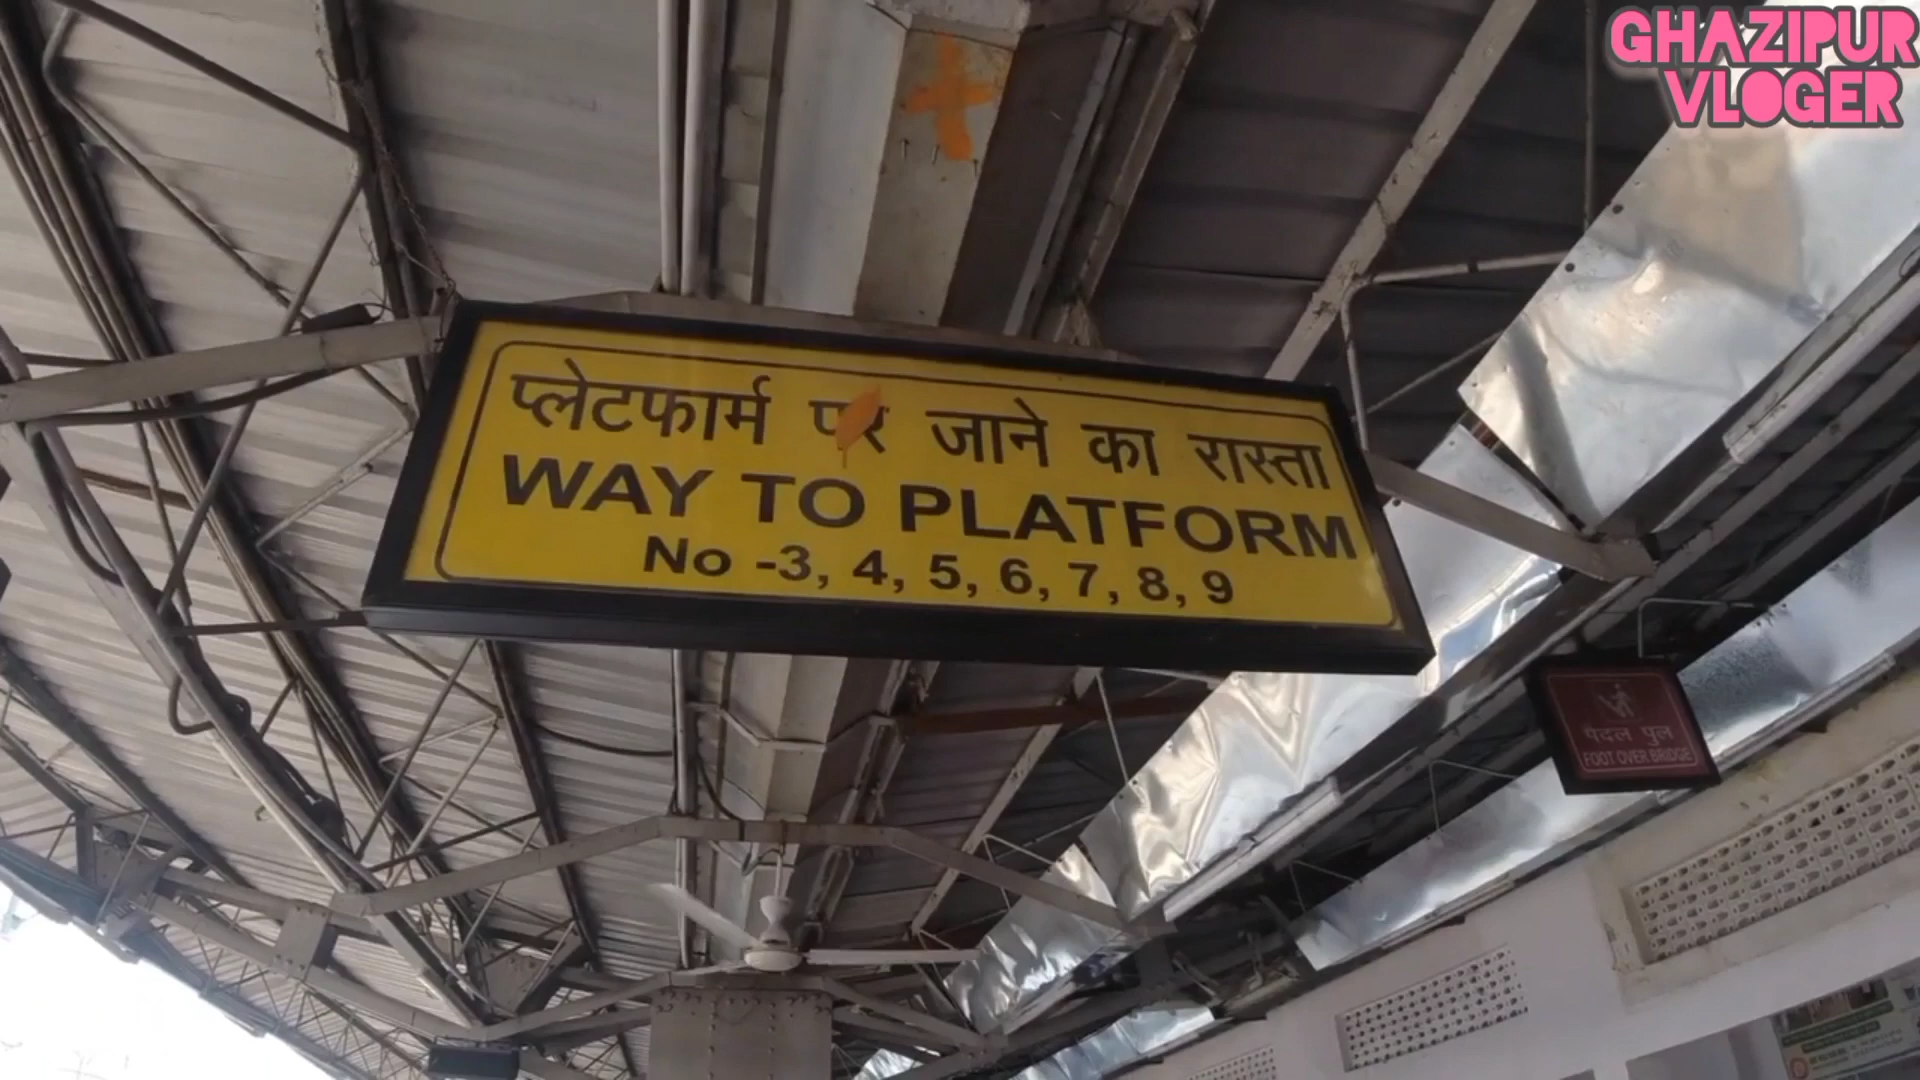 GHAZIPUR
VLOGER
प्लेटफार्म पर जाने का रास्ता
WAY TO PLATFORM
No -3, 4, 5, 6, 7, 8, 9
पैदल पुल
FOOT OVER BRIDGE